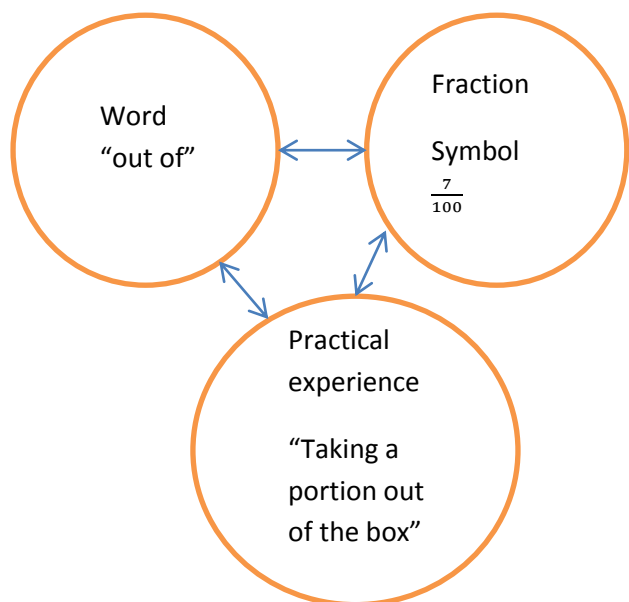 Word
“out of”
Fraction
Symbol
7
100
Practical
experience
“Taking a
portion out
of the box”